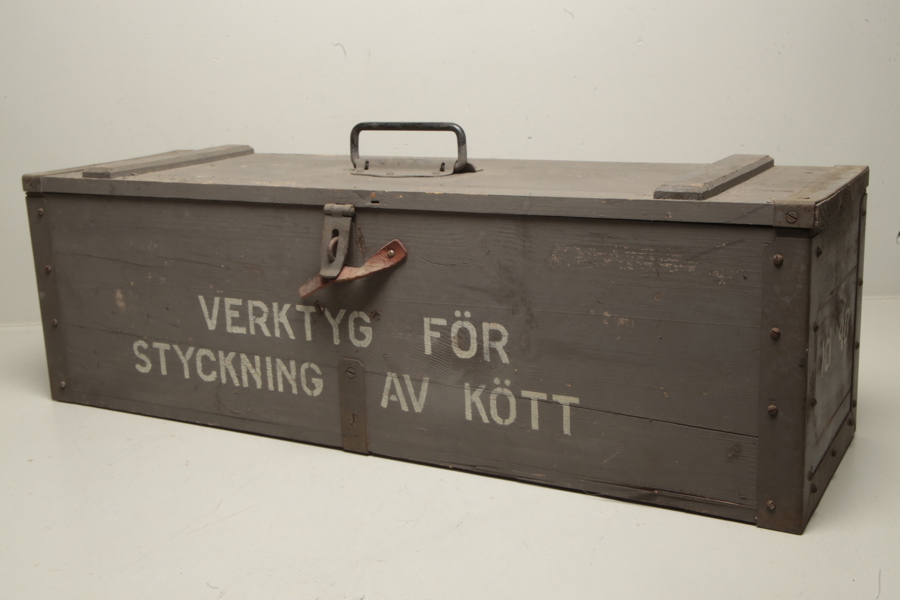 VERKTYG FÖR
STYCKNING AV KÖTT